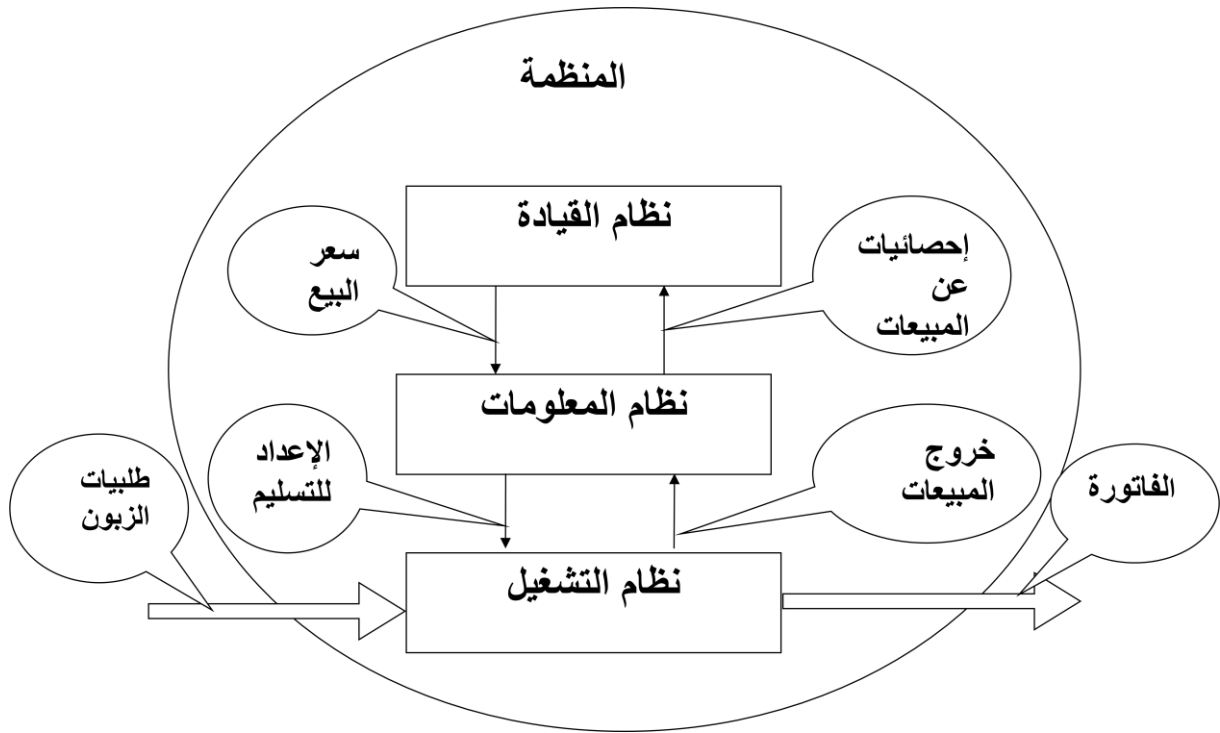 المنظمة
نظام القيادة
إحصائيات
عن
المبيعات
سعر
البيع
نظام المعلومات
خروج
المبيعات
الإعداد
للتسليم
الفاتورة
طلبيات
الزبون
نظام التشغيل